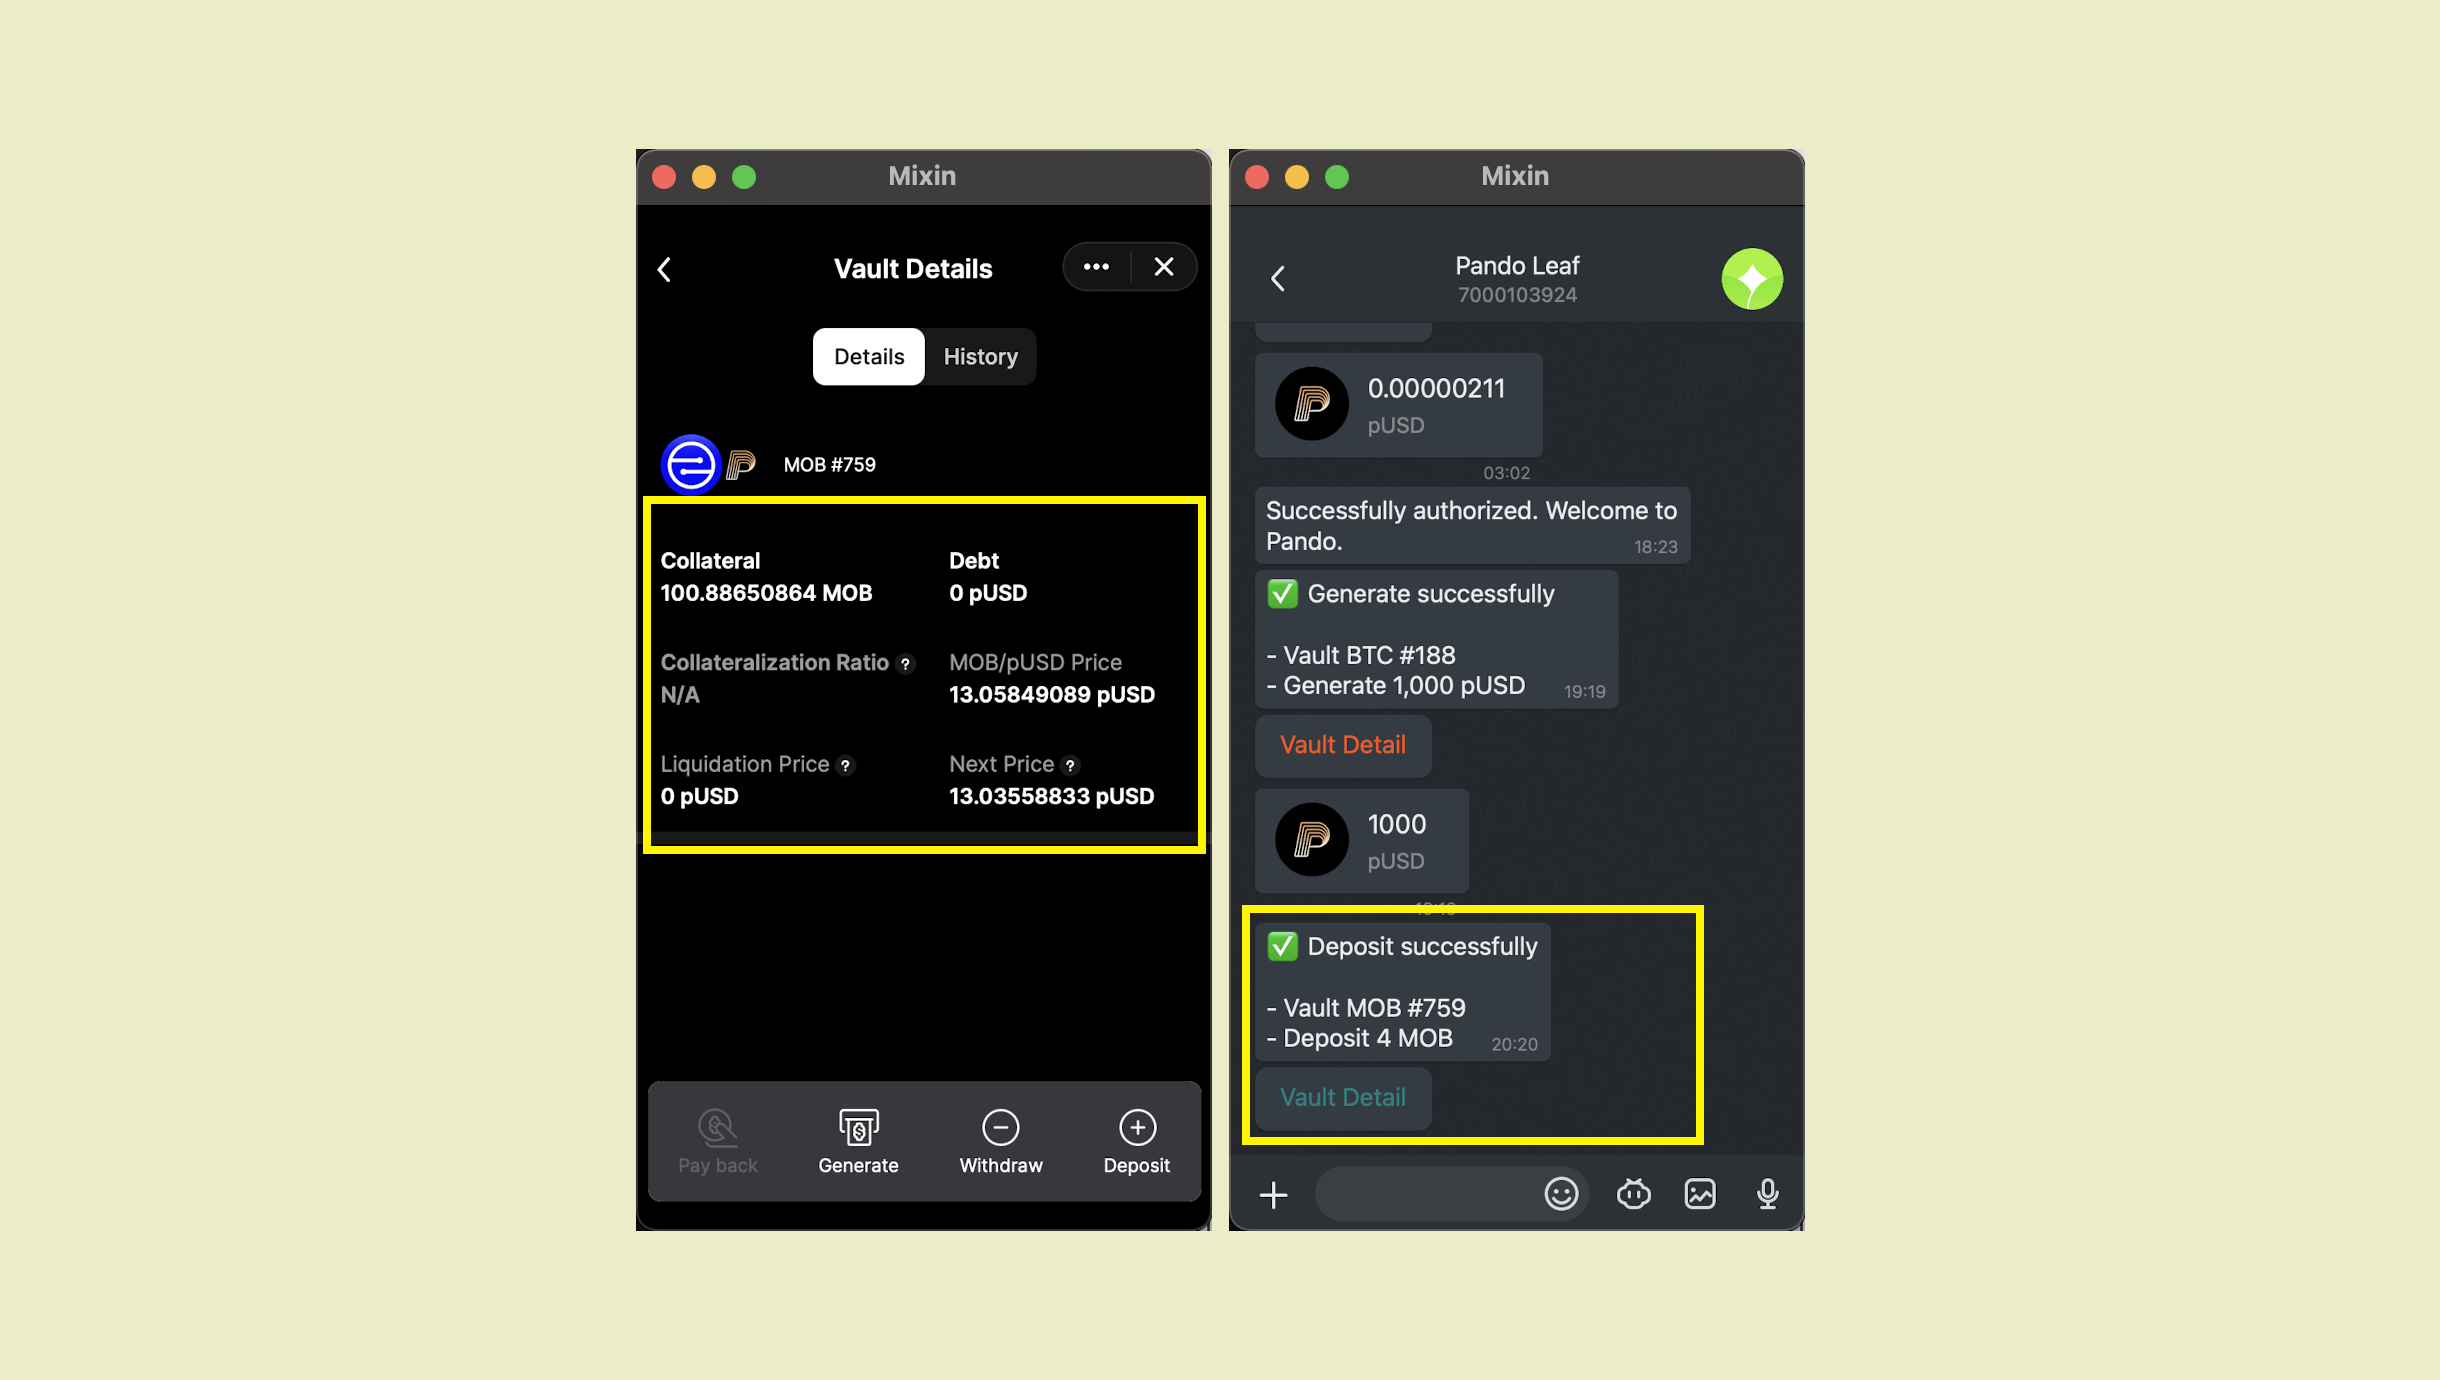 Mixin
Vault Details
Details
History
MOB #759
Collateral
100.88650864 MOB
Debt
0 pUSD
Collateralization Ratio ?
N/A
MOB/pUSD Price
13.05849089 pUSD
Liquidation Price ?
0 pUSD
Next Price ?
13.03558833 pUSD
Pay back
Generate
Withdraw
Deposit
Mixin
Pando Leaf
7000103924
0.00000211
pUSD
03:02
Successfully authorized. Welcome to
Pando.
18:23
✅ Generate successfully
- Vault BTC #188
- Generate 1,000 pUSD
19:19
Vault Detail
1000
pUSD
✅ Deposit successfully
- Vault MOB #759
- Deposit 4 MOB
20:20
Vault Detail